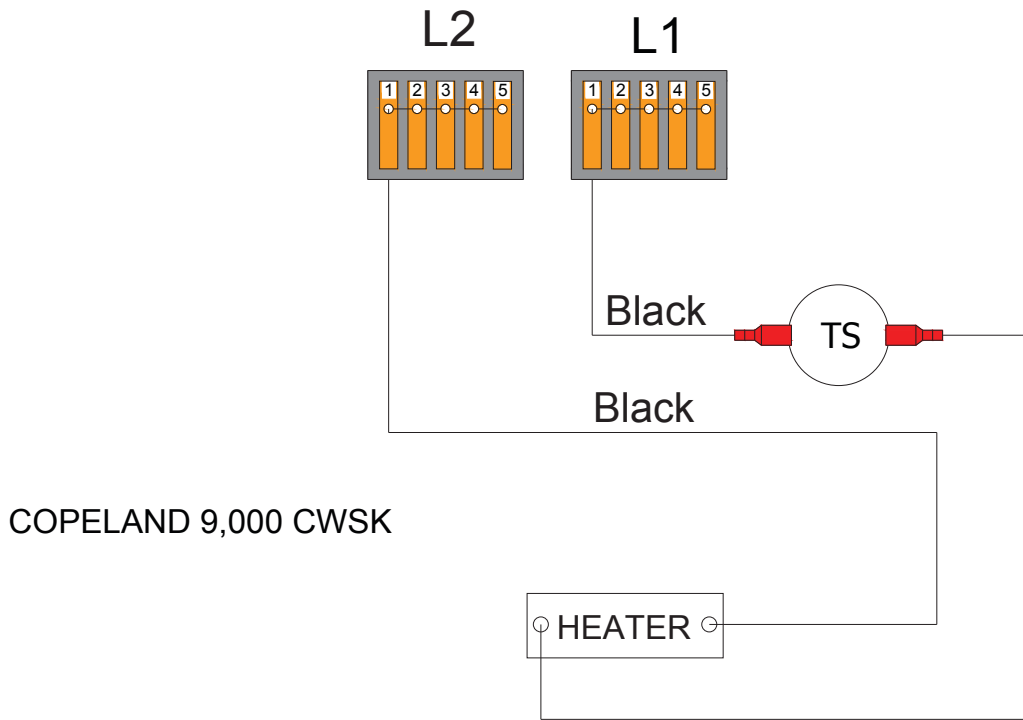 L2 L1
1 2 3 4 5 1 2 3 4 5
Black
TS
Black
COPELAND 9,000 CWSK
HEATER